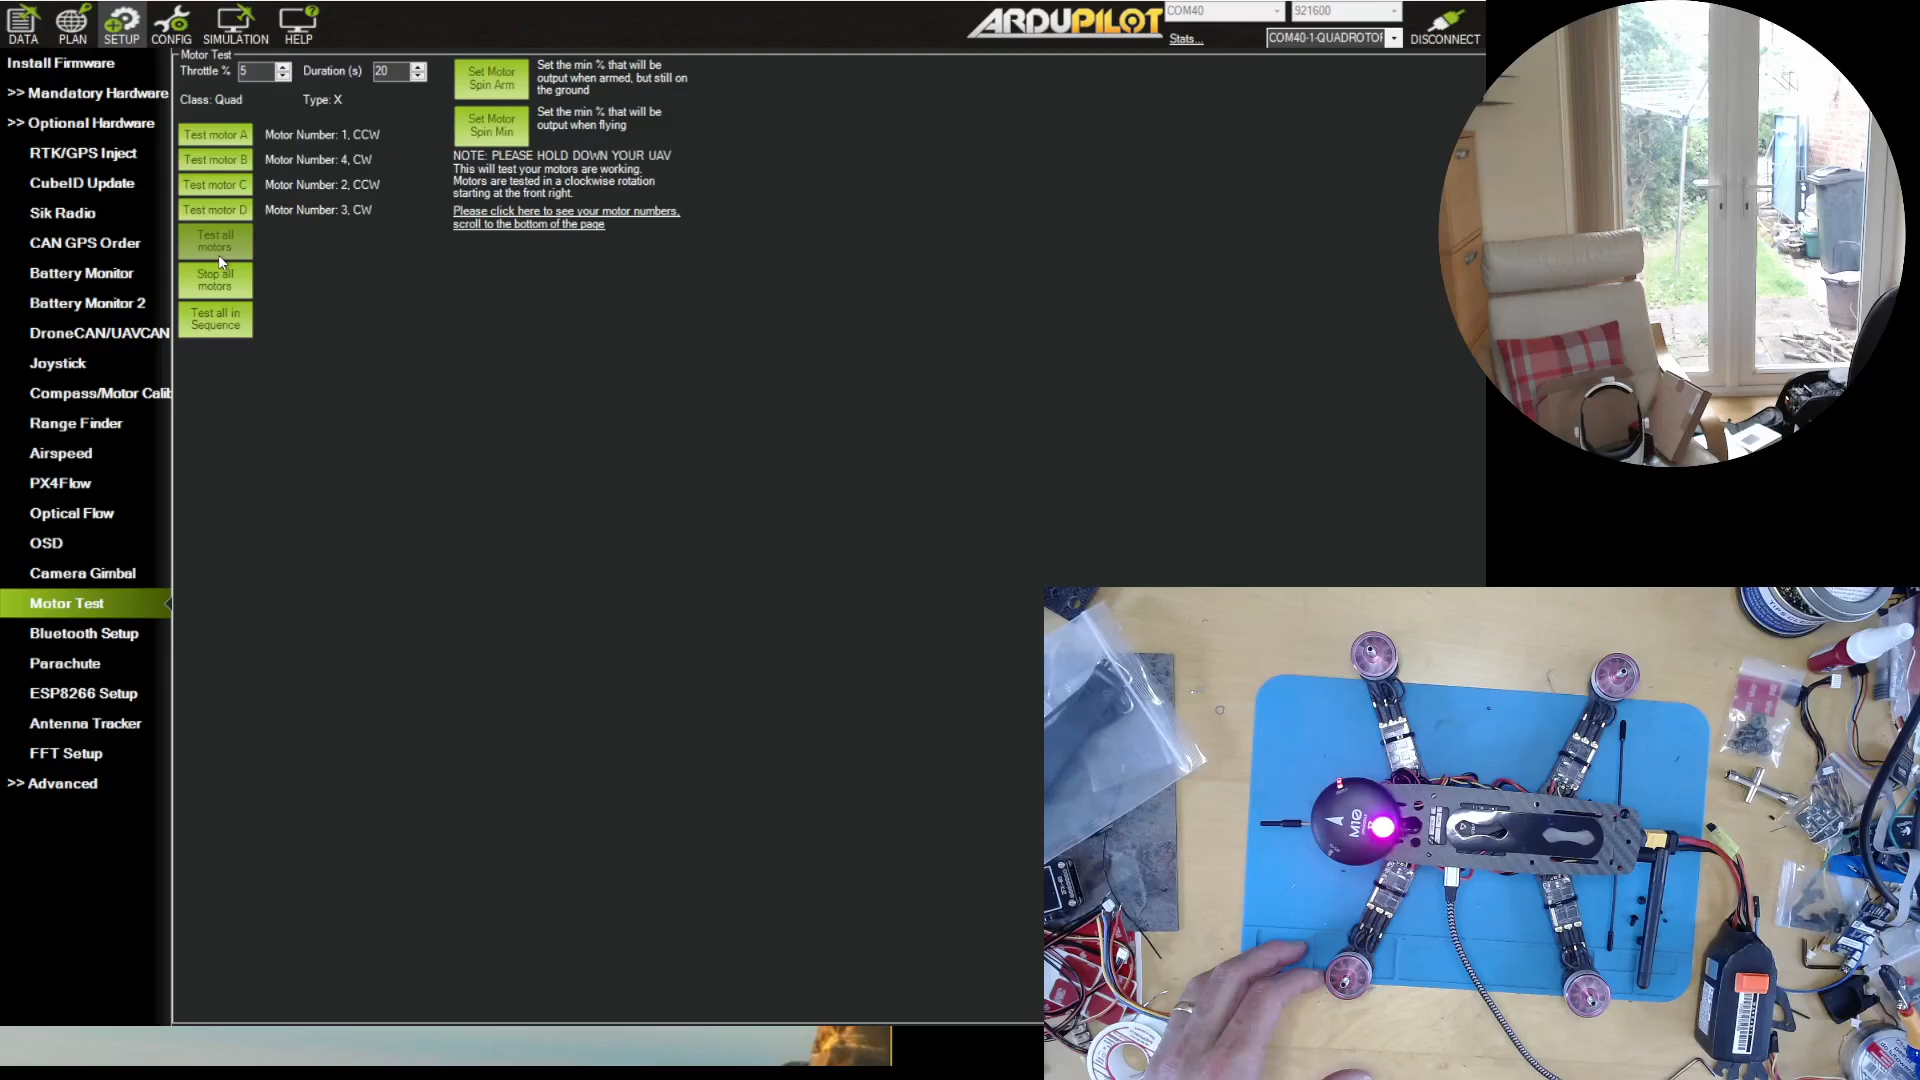 DATA PLAN SETUP CONFIG SIMULATION HELP
ARDUPILOT
COM40 921600
Stats... COM40-1-QUADROTOR DISCONNECT
Install Firmware
>> Mandatory Hardware
>> Optional Hardware
RTK/GPS Inject
CubeID Update
Sik Radio
CAN GPS Order
Battery Monitor
Battery Monitor 2
DroneCAN/UAVCAN
Joystick
Compass/Motor Calib
Range Finder
Airspeed
PX4Flow
Optical Flow
OSD
Camera Gimbal
Motor Test
Bluetooth Setup
Parachute
ESP8266 Setup
Antenna Tracker
FFT Setup
>> Advanced
Motor Test
Throttle % 5 Duration (s) 20
Class: Quad Type: X
Test motor A Motor Number: 1, CCW
Test motor B Motor Number: 4, CW
Test motor C Motor Number: 2, CCW
Test motor D Motor Number: 3, CW
Test all
motors
Stop all
motors
Test all in
Sequence
Set Motor
Spin Arm
Set the min % that will be
output when armed, but still on
the ground
Set Motor
Spin Min
Set the min % that will be
output when flying
NOTE: PLEASE HOLD DOWN YOUR UAV
This will test your motors are working.
Motors are tested in a clockwise rotation
starting at the front right.
Please click here to see your motor numbers,
scroll to the bottom of the page
M10